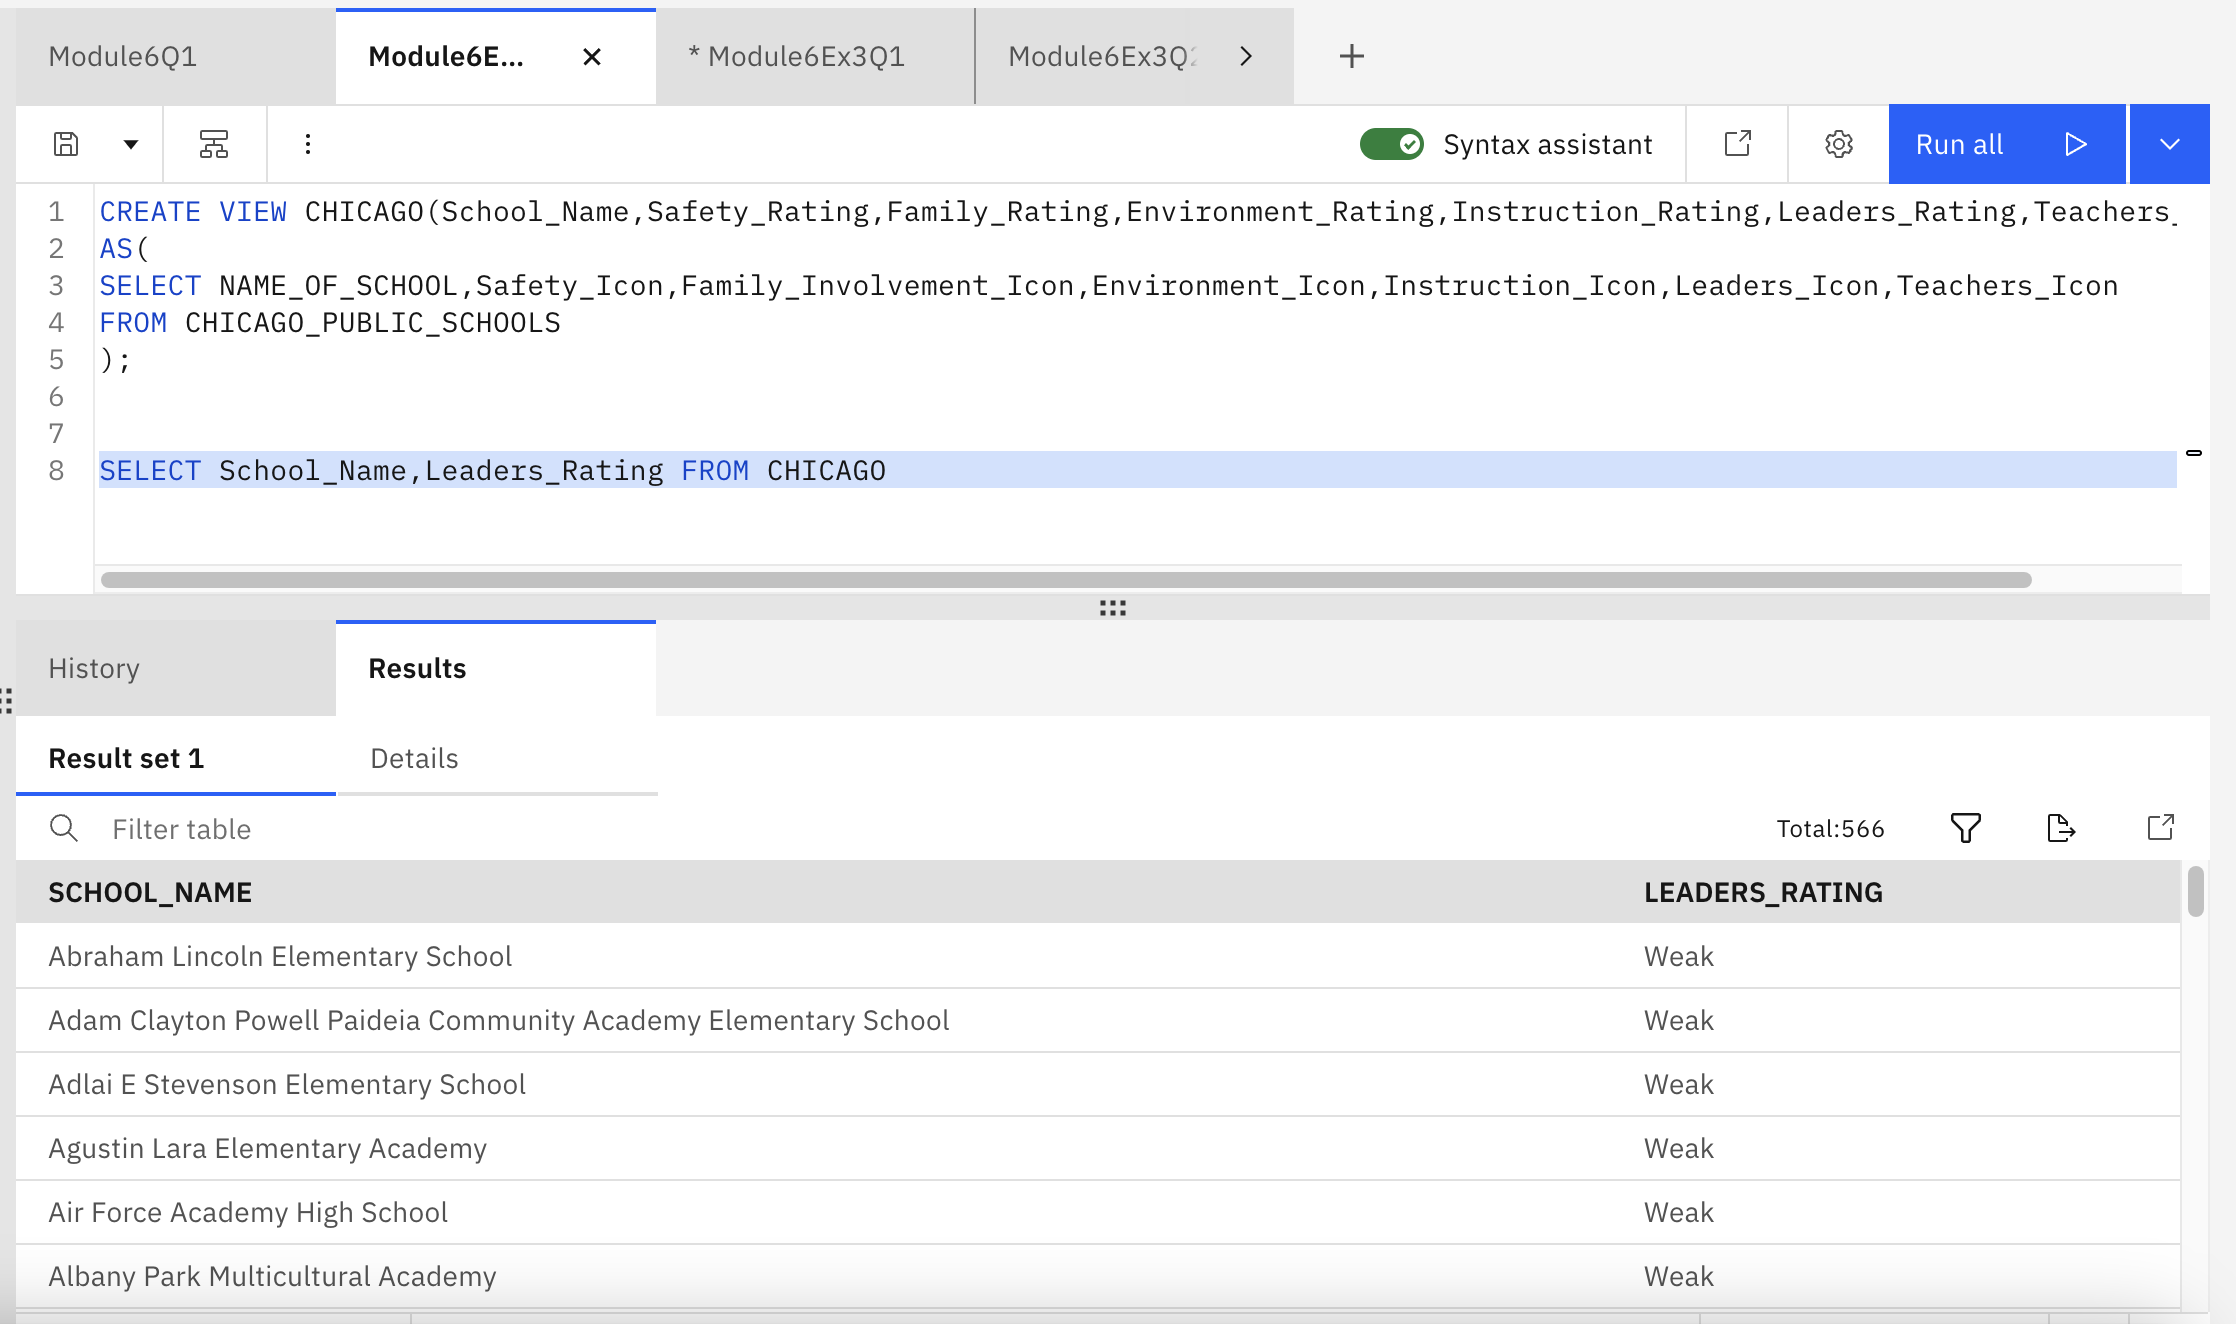 Module6Q1
Module6E...
* Module6Ex3Q1
Module6Ex3Q2
Syntax assistant
Run all
1 CREATE VIEW CHICAGO(School_Name,Safety_Rating,Family_Rating,Environment_Rating,Instruction_Rating,Leaders_Rating,Teachers_
2 AS(
3 SELECT NAME_OF_SCHOOL,Safety_Icon,Family_Involvement_Icon,Environment_Icon,Instruction_Icon,Leaders_Icon,Teachers_Icon
4 FROM CHICAGO_PUBLIC_SCHOOLS
5 );
6
7
8 SELECT School_Name,Leaders_Rating FROM CHICAGO
History
Results
Result set 1
Details
Filter table
Total:566
SCHOOL_NAME LEADERS_RATING
Abraham Lincoln Elementary School Weak
Adam Clayton Powell Paideia Community Academy Elementary School Weak
Adlai E Stevenson Elementary School Weak
Agustin Lara Elementary Academy Weak
Air Force Academy High School Weak
Albany Park Multicultural Academy Weak